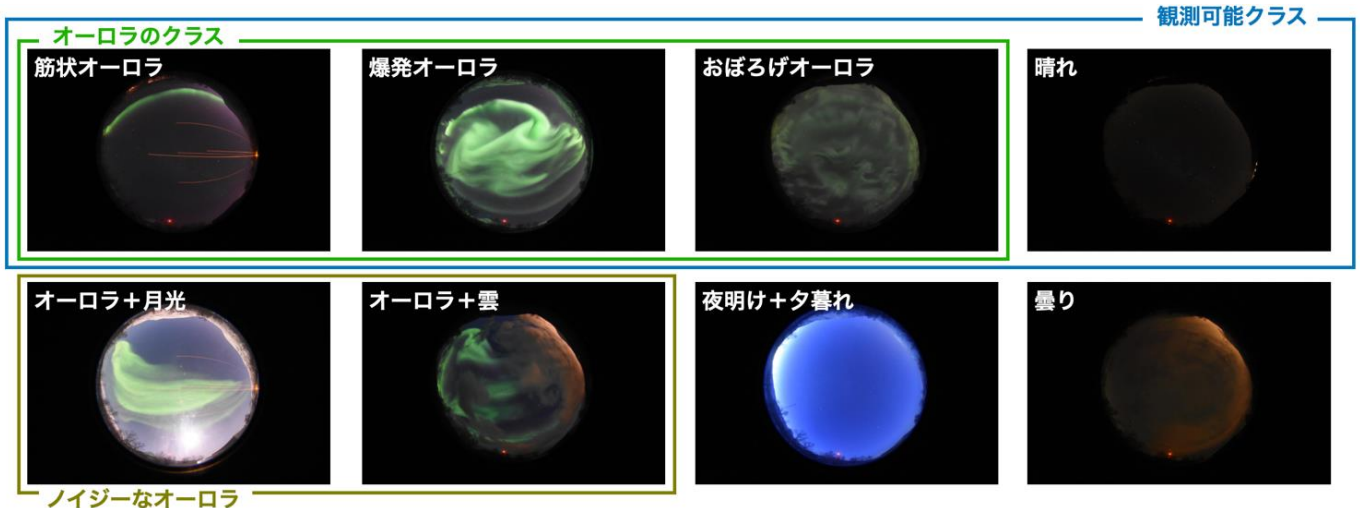 観測可能クラス
オーロラのクラス
筋状オーロラ
爆発オーロラ
おぼろげオーロラ
晴れ
オーロラ+月光
オーロラ+雲
夜明け+夕暮れ
曇り
ノイジーなオーロラ